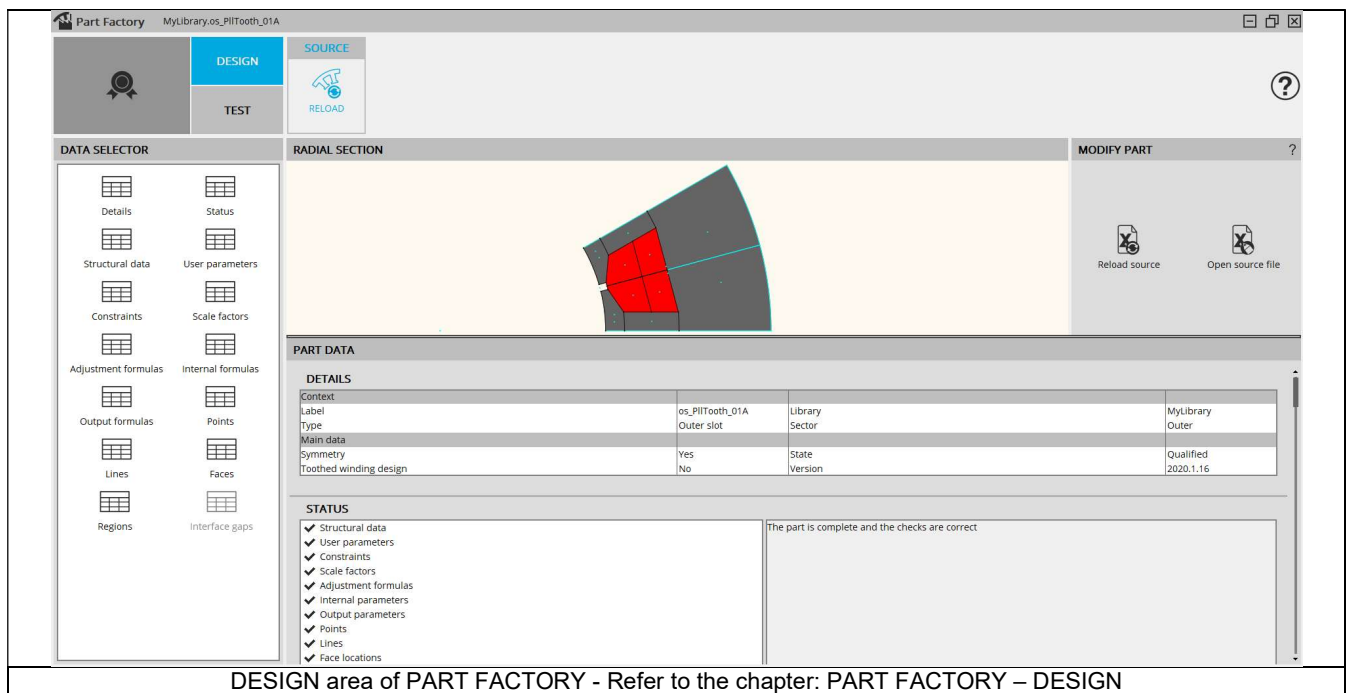 Part Factory MyLibrary.os_PllTooth_01A
DESIGN
TEST
SOURCE
RELOAD
?
DATA SELECTOR
Details Status
Structural data User parameters
Constraints Scale factors
Adjustment formulas Internal formulas
Output formulas Points
Lines Faces
Regions Interface gaps
RADIAL SECTION
MODIFY PART ?
Reload source Open source file
PART DATA
DETAILS
Context
Label os_PllTooth_01A Library MyLibrary
Type Outer slot Sector Outer
Main data
Symmetry Yes State Qualified
Toothed winding design No Version 2020.1.16
STATUS
Structural data
User parameters
Constraints
Scale factors
Adjustment formulas
Internal parameters
Output parameters
Points
Lines
Face locations
The part is complete and the checks are correct
DESIGN area of PART FACTORY - Refer to the chapter: PART FACTORY – DESIGN